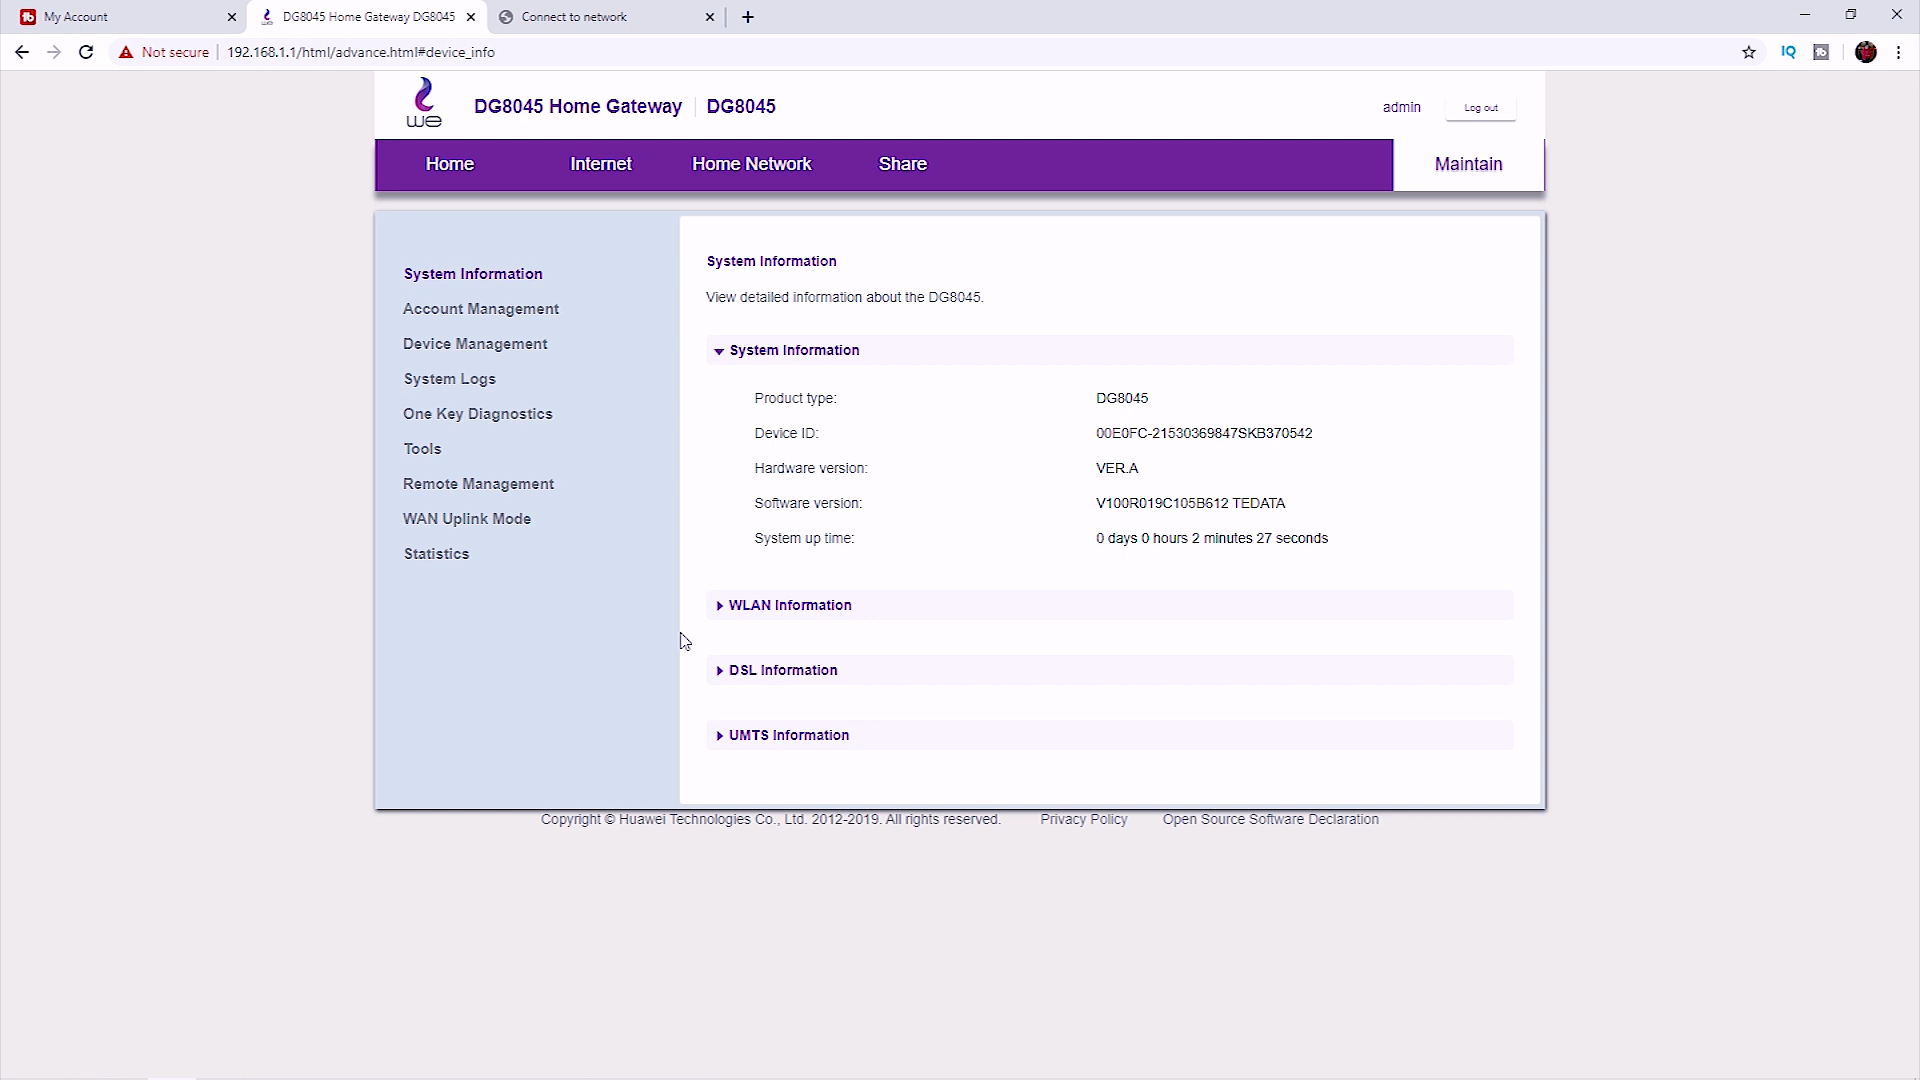 My Account
DG8045 Home Gateway DG8045
Connect to network
Not secure
192.168.1.1/html/advance.html#device_info
IQ
we
DG8045 Home Gateway
DG8045
admin
Log out
Home
Internet
Home Network
Share
Maintain
System Information
Account Management
Device Management
System Logs
One Key Diagnostics
Tools
Remote Management
WAN Uplink Mode
Statistics
System Information
View detailed information about the DG8045.
System Information
Product type: DG8045
Device ID: 00E0FC-21530369847SKB370542
Hardware version: VER.A
Software version: V100R019C105B612 TEDATA
System up time: 0 days 0 hours 2 minutes 27 seconds
WLAN Information
DSL Information
UMTS Information
Copyright © Huawei Technologies Co., Ltd. 2012-2019. All rights reserved. Privacy Policy Open Source Software Declaration